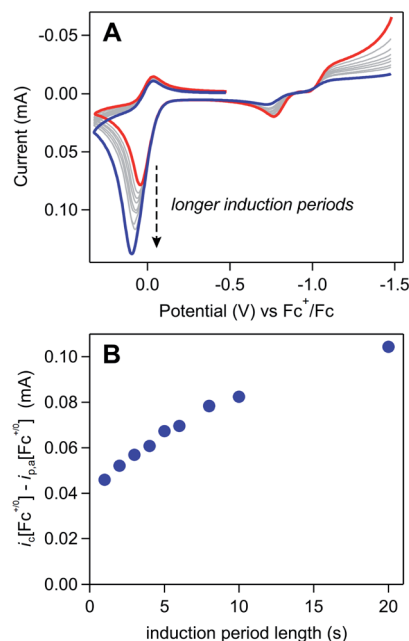 A
-0.05
0.00
0.05
0.10
Current (mA)
longer induction periods
0.0 -0.5 -1.0 -1.5
Potential (V) vs Fc⁺/Fc
B
0.10
0.08
0.06
0.04
0.02
0.00
i_c[Fc^{+/0}] - i_{p,a}[Fc^{+/0}] (mA)
0 5 10 15 20
induction period length (s)